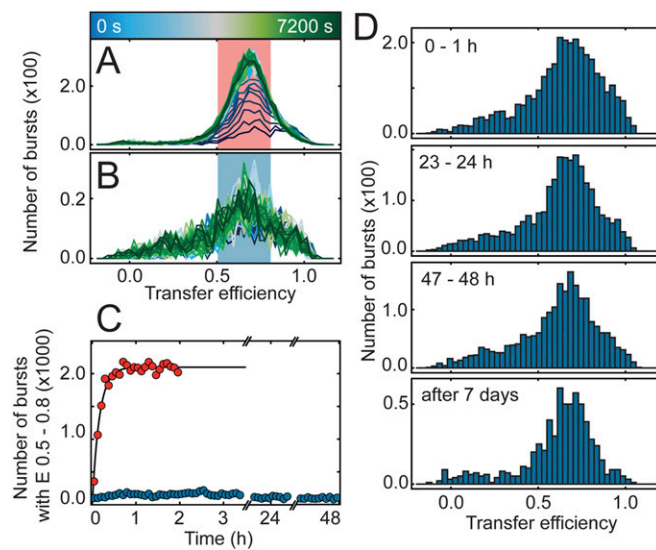 0 s 7200 s
A
Number of bursts (x100)
2.0
0.0
B
0.2
0.0
0.0 0.5 1.0
Transfer efficiency
C
Number of bursts
with E 0.5 - 0.8 (x1000)
2.0
1.0
0.0
0 1 2 3 24 48
Time (h)
D
Number of bursts (x100)
0 - 1 h
2.0
0.0
23 - 24 h
1.0
0.0
47 - 48 h
1.0
0.0
after 7 days
0.5
0.0
0.0 0.5 1.0
Transfer efficiency